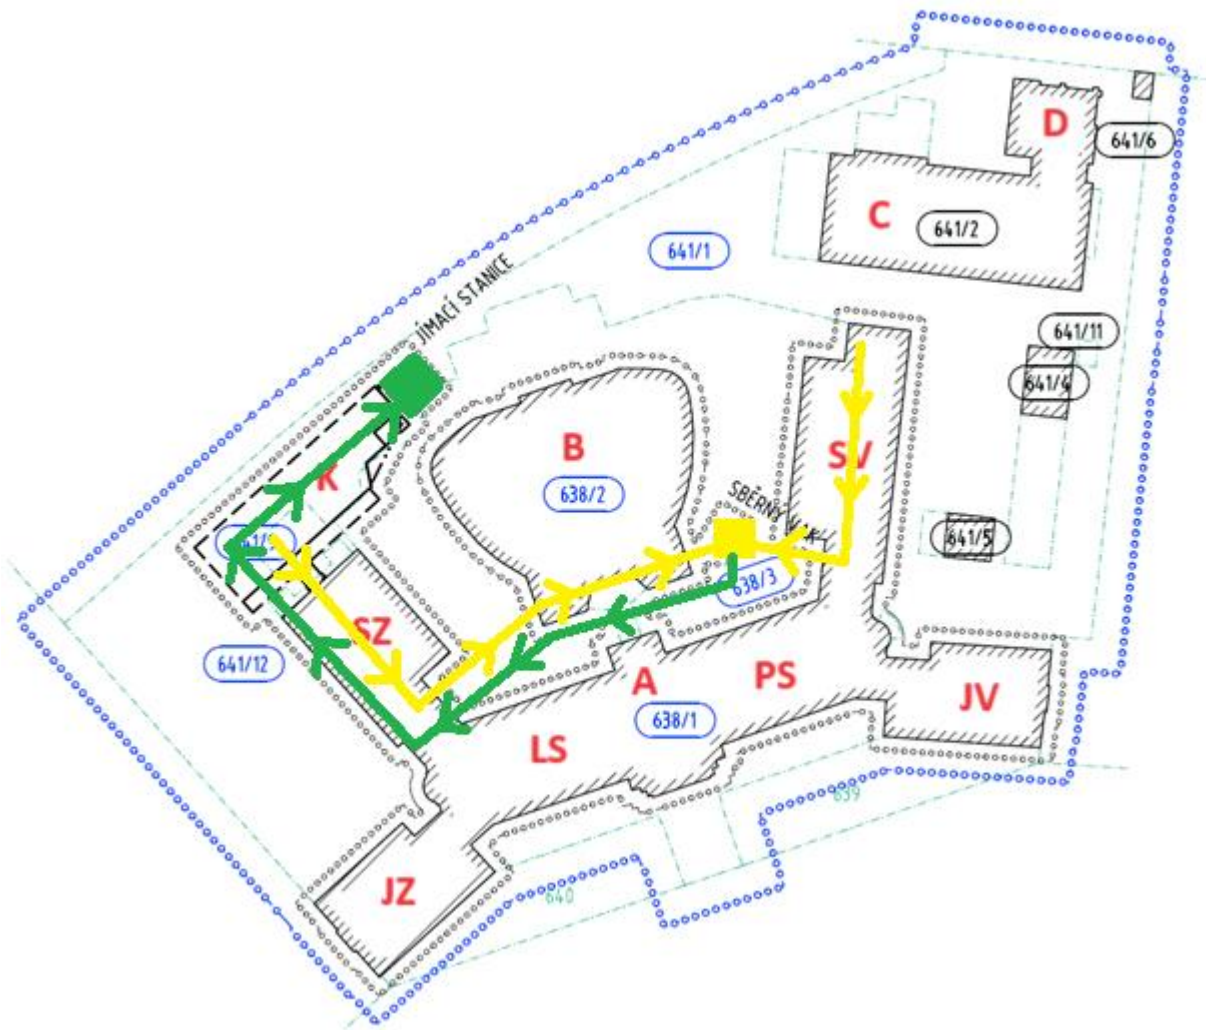 D
641/6
C
641/2
641/1
JÍMACÍ STANICE
641/11
641/4
B
SV
K
638/2
SBĚRNÝ
641/5
638/3
SZ
641/12
A
PS
JV
638/1
LS
639
JZ
640